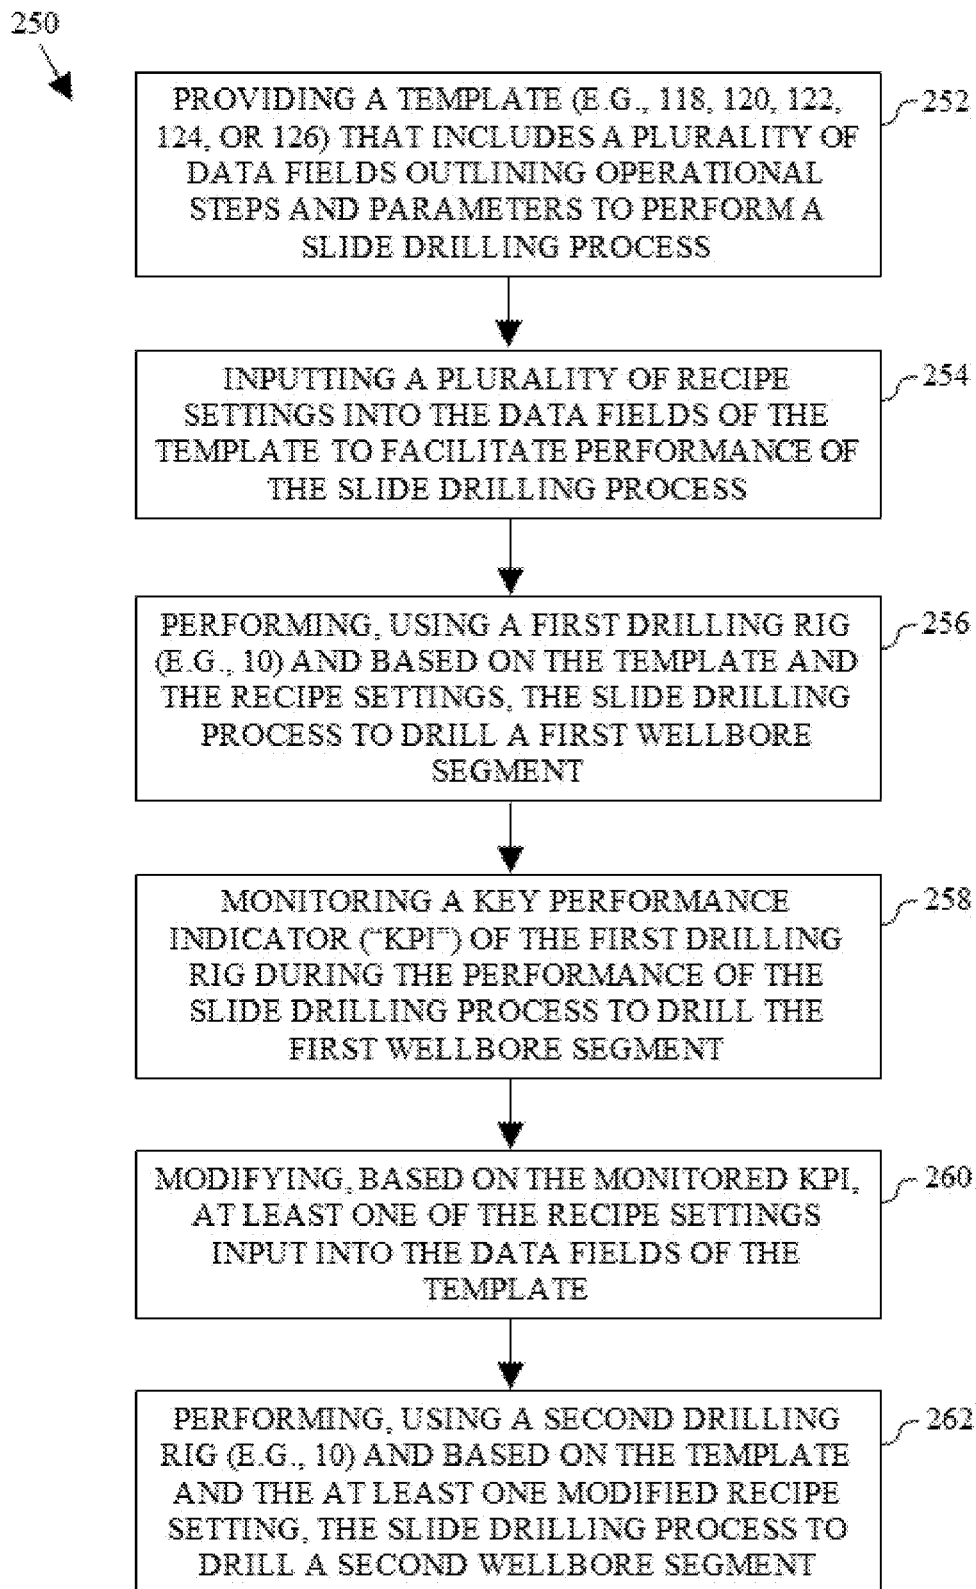 250
PROVIDING A TEMPLATE (E.G., 118, 120, 122,
124, OR 126) THAT INCLUDES A PLURALITY OF
DATA FIELDS OUTLINING OPERATIONAL
STEPS AND PARAMETERS TO PERFORM A
SLIDE DRILLING PROCESS
252
INPUTTING A PLURALITY OF RECIPE
SETTINGS INTO THE DATA FIELDS OF THE
TEMPLATE TO FACILITATE PERFORMANCE OF
THE SLIDE DRILLING PROCESS
254
PERFORMING, USING A FIRST DRILLING RIG
(E.G., 10) AND BASED ON THE TEMPLATE AND
THE RECIPE SETTINGS, THE SLIDE DRILLING
PROCESS TO DRILL A FIRST WELLBORE
SEGMENT
256
MONITORING A KEY PERFORMANCE
INDICATOR ("KPI") OF THE FIRST DRILLING
RIG DURING THE PERFORMANCE OF THE
SLIDE DRILLING PROCESS TO DRILL THE
FIRST WELLBORE SEGMENT
258
MODIFYING, BASED ON THE MONITORED KPI,
AT LEAST ONE OF THE RECIPE SETTINGS
INPUT INTO THE DATA FIELDS OF THE
TEMPLATE
260
PERFORMING, USING A SECOND DRILLING
RIG (E.G., 10) AND BASED ON THE TEMPLATE
AND THE AT LEAST ONE MODIFIED RECIPE
SETTING, THE SLIDE DRILLING PROCESS TO
DRILL A SECOND WELLBORE SEGMENT
262